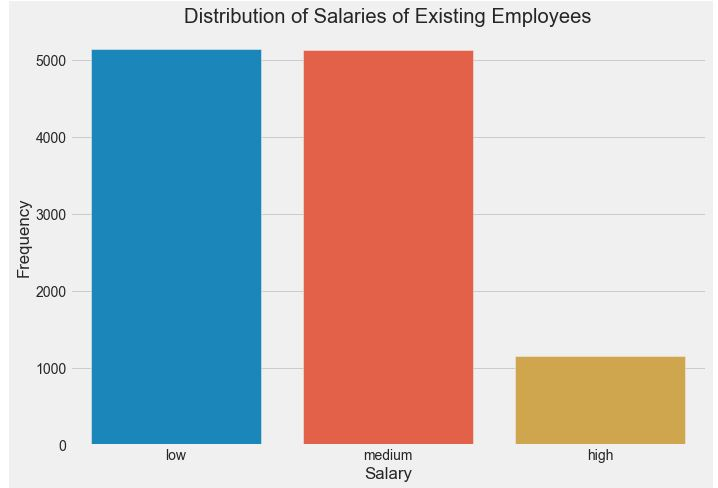 Distribution of Salaries of Existing Employees
5000
4000
3000
2000
1000
0
Frequency
low medium high
Salary